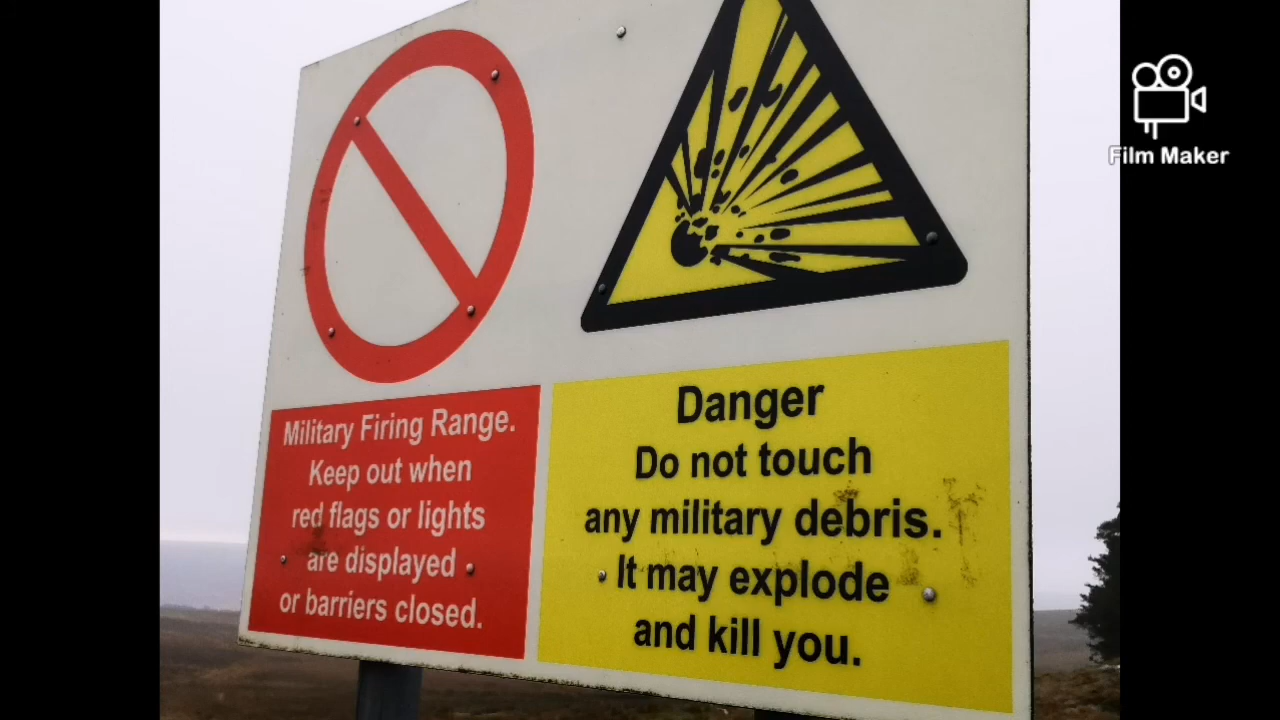 Military Firing Range.
Keep out when
red flags or lights
are displayed
or barriers closed.
Danger
Do not touch
any military debris.
It may explode
and kill you.
Film Maker